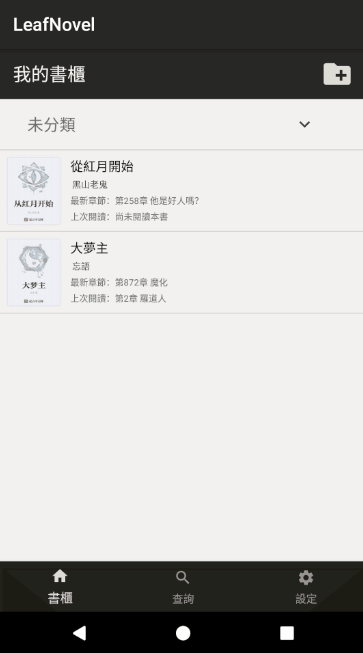 LeafNovel
我的書櫃
未分類
從紅月開始
黑山老鬼
最新章節: 第258章 他是好人嗎?
上次閱讀: 尚未閱讀本書
从红月开始
大夢主
忘語
最新章節: 第872章 魔化
上次閱讀: 第2章 羅道人
大梦主
書櫃
查詢
設定